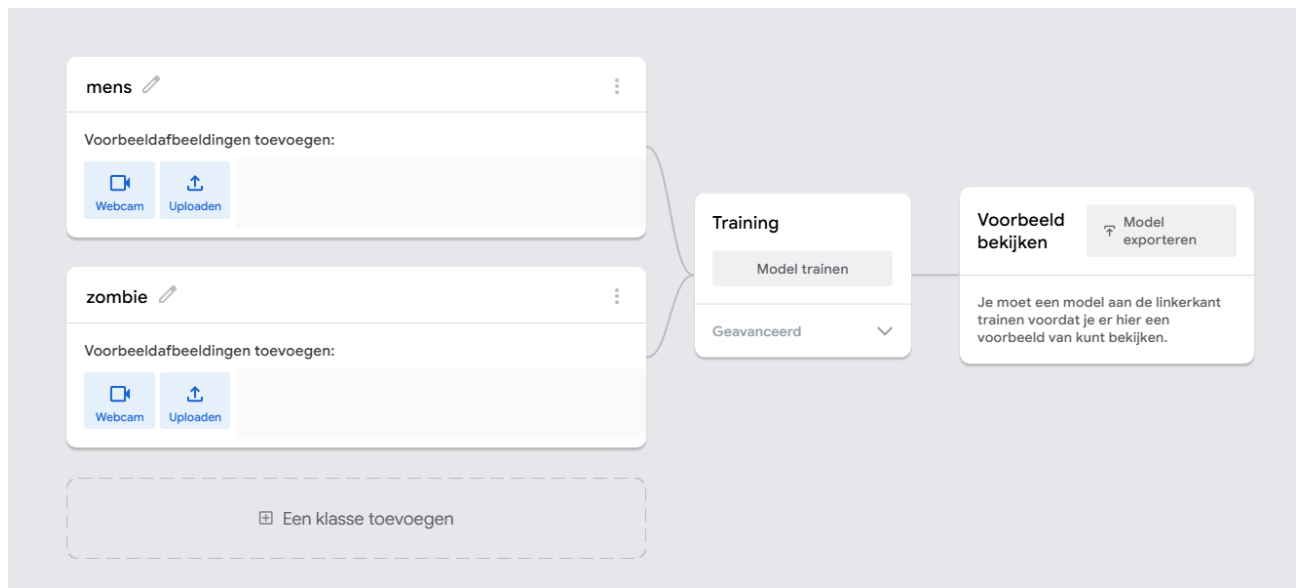 mens
Voorbeeldafbeeldingen toevoegen:
Webcam
Uploaden
zombie
Voorbeeldafbeeldingen toevoegen:
Webcam
Uploaden
Een klasse toevoegen
Training
Model trainen
Geavanceerd
Voorbeeld
bekijken
Model
exporteren
Je moet een model aan de linkerkant
trainen voordat je er hier een
voorbeeld van kunt bekijken.